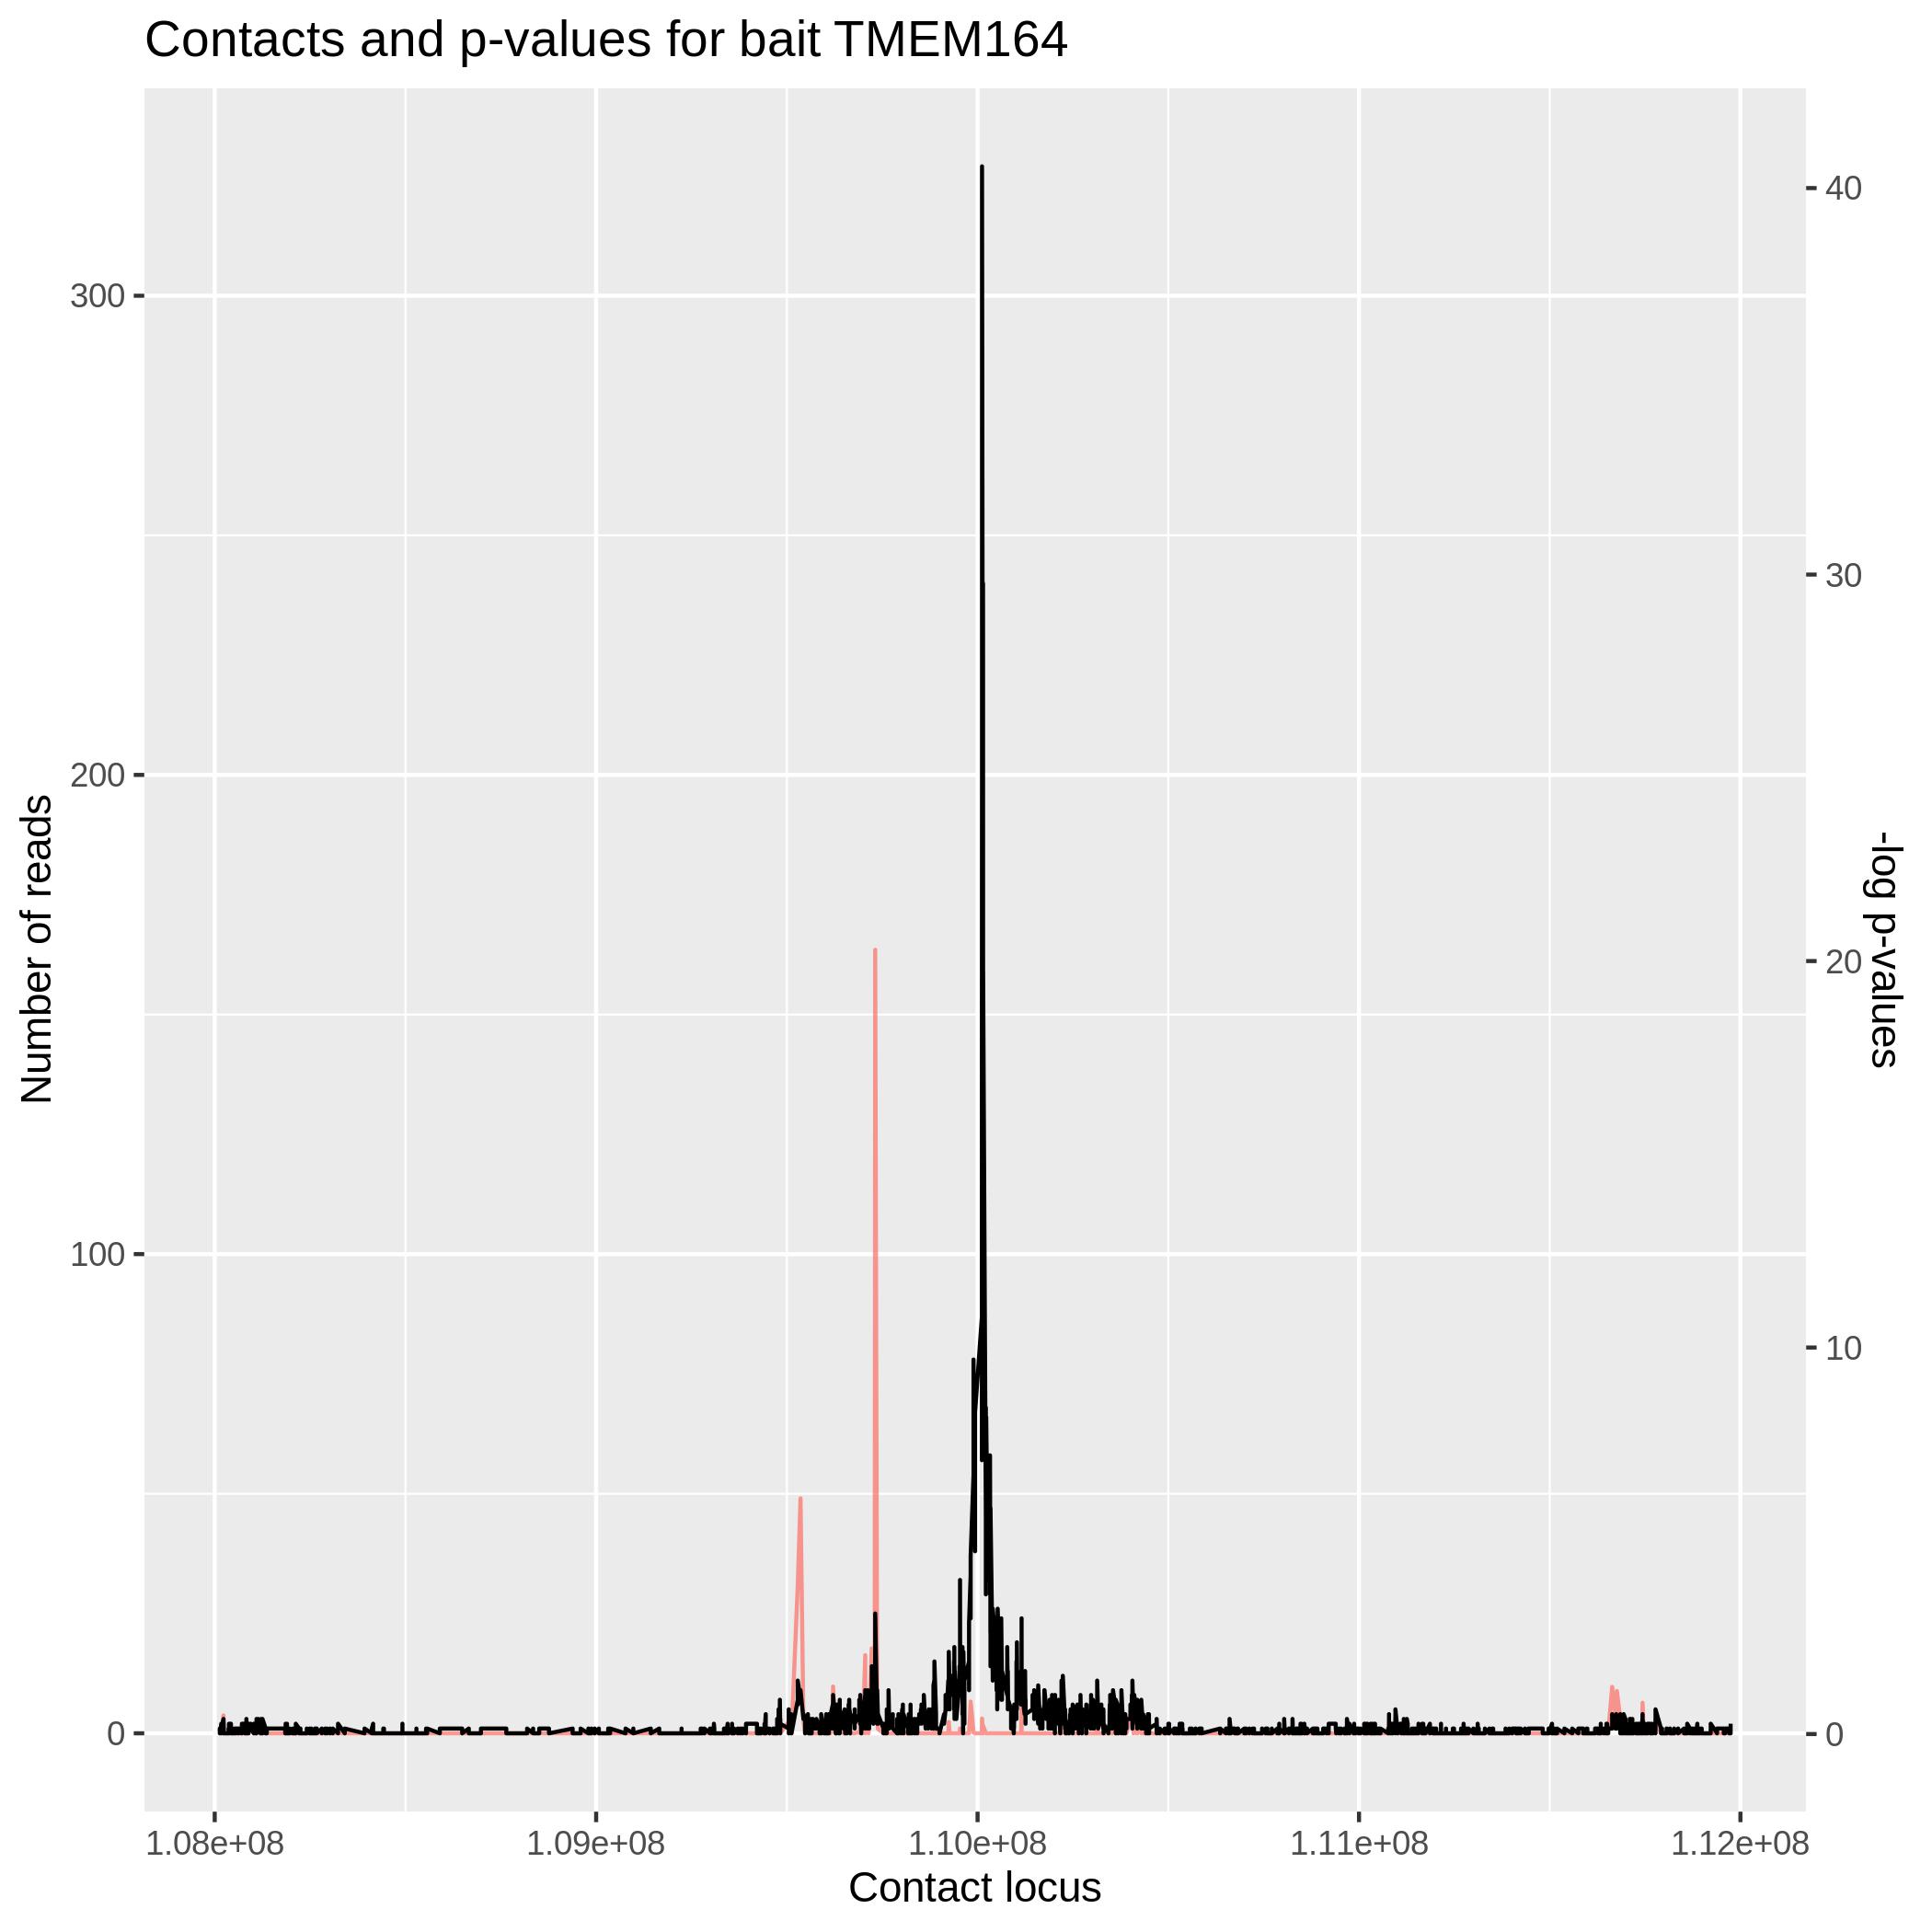 Contacts and p-values for bait TMEM164
Number of reads
300
200
100
0
40
30
20
10
0
-log p-values
1.08e+08
1.09e+08
1.10e+08
1.11e+08
1.12e+08
Contact locus